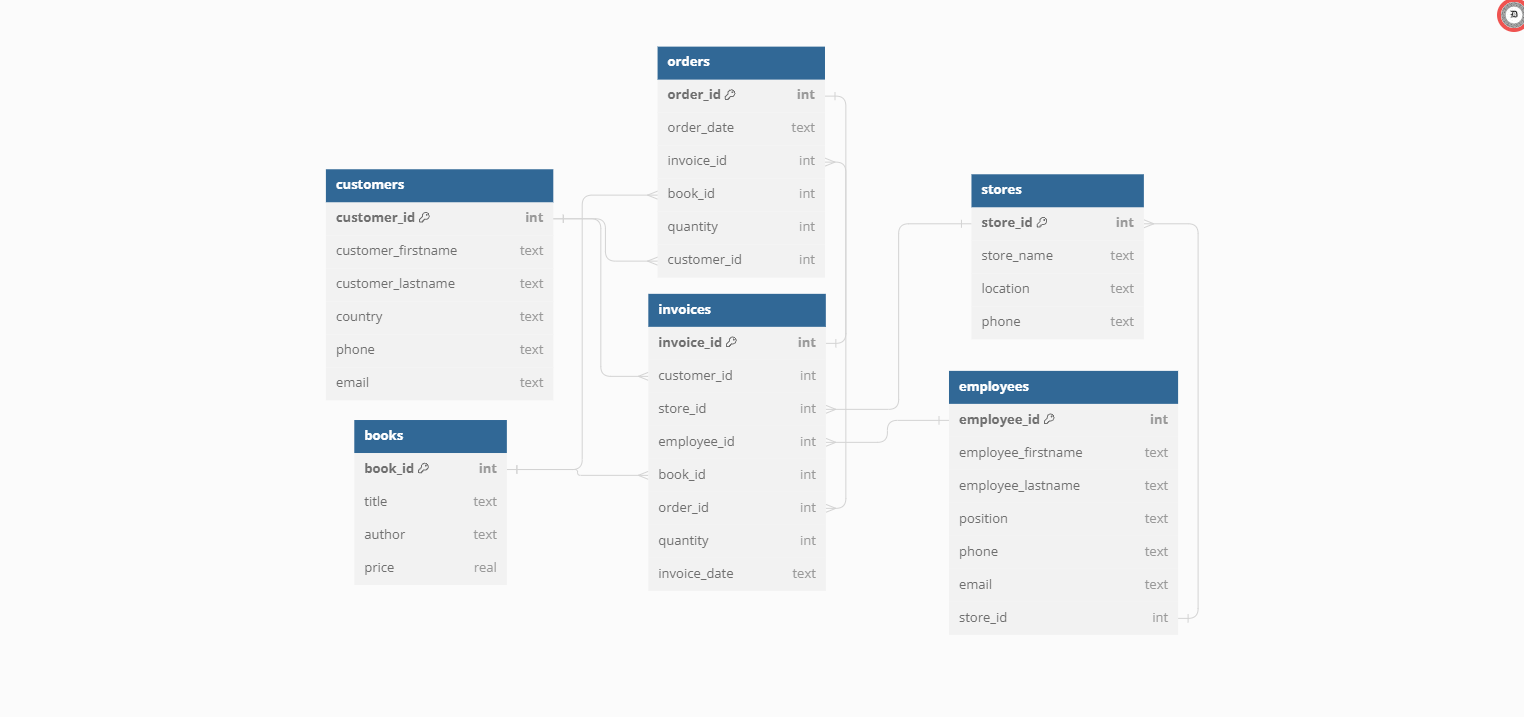 orders
order_id int
order_date text
invoice_id int
book_id int
quantity int
customer_id int
customers
customer_id int
customer_firstname text
customer_lastname text
country text
phone text
email text
stores
store_id int
store_name text
location text
phone text
invoices
invoice_id int
customer_id int
store_id int
employee_id int
book_id int
order_id int
quantity int
invoice_date text
books
book_id int
title text
author text
price real
employees
employee_id int
employee_firstname text
employee_lastname text
position text
phone text
email text
store_id int